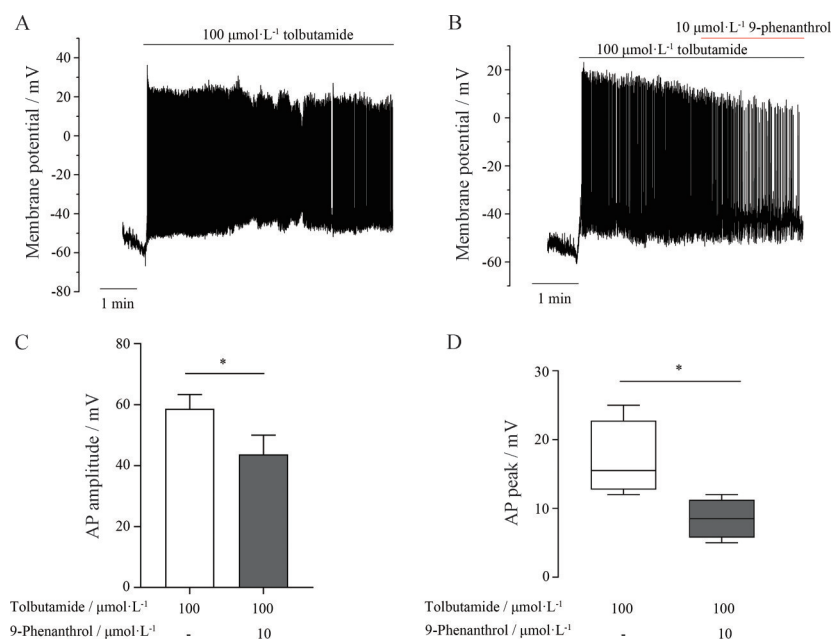 A
100 μmol·L-1 tolbutamide
Membrane potential / mV
60
40
20
0
-20
-40
-60
-80
1 min
B
10 μmol·L-1 9-phenanthrol
100 μmol·L-1 tolbutamide
Membrane potential / mV
20
0
-20
-40
-60
1 min
C
AP amplitude / mV
80
60
40
20
0
*
D
AP peak / mV
30
20
10
0
*
Tolbutamide / μmol·L-1 100 100
9-Phenanthrol / μmol·L-1 - 10
Tolbutamide / μmol·L-1 100 100
9-Phenanthrol / μmol·L-1 - 10